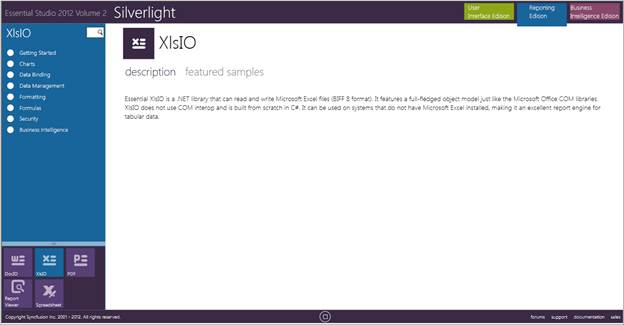 Essential Studio 2012 Volume 2 Silverlight
User
Interface Edition
Reporting
Edition
Business
Intelligence Edition
XlsIO
Getting Started
Charts
Data Binding
Data Management
Formatting
Formulas
Security
Business Intelligence
XlsIO
description featured samples
Essential XlsIO is a .NET library that can read and write Microsoft Excel files (BIFF 8 format). It features a full-fledged object model just like the Microsoft Office COM libraries.
XlsIO does not use COM interop and is built from scratch in C#. It can be used on systems that do not have Microsoft Excel installed, making it an excellent report engine for
tabular data.
DocIO
XlsIO
PDF
Report
Viewer
Spreadsheet
Copyright Syncfusion Inc. 2001 - 2012. All rights reserved.
forums support documentation sales